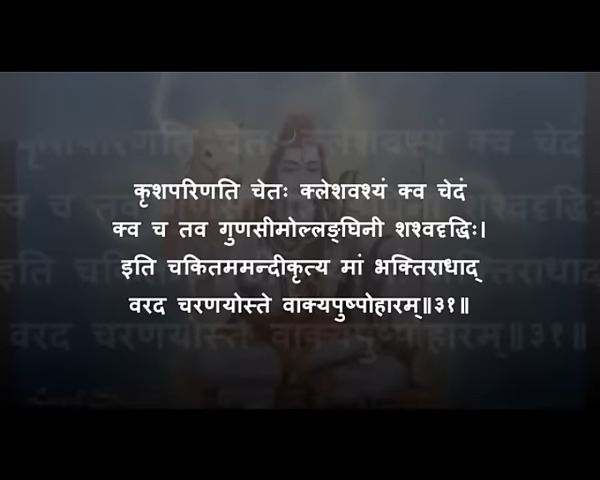 कृशपरिणति चेतः क्लेशवश्यं क्व चेदं
क्व च तव गुणसीमोल्लङ्घिनी शश्वदृद्धिः।
इति चकितममन्दीकृत्य मां भक्तिराधाद्
वरद चरणयोस्ते वाक्यपुष्पोहारम्॥३१॥